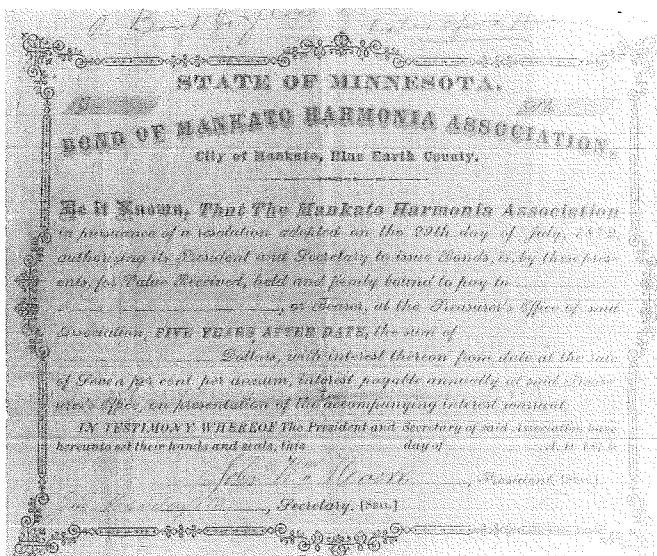 STATE OF MINNESOTA.
BOND OF MANKATO HARMONIA ASSOCIATION,
City of Mankato, Blue Earth County.
Be it Known, That The Mankato Harmonia Association
in pursuance of a resolution adopted on the 29th day of July,
authorizing its President and Secretary to issue Bonds, is, by these pres-
ents, for Value Received, held and firmly bound to pay to
, or Bearer, at the Treasurer's Office of said
Association, FIVE YEARS AFTER DATE, the sum of
Dollars, with interest thereon from date at the rate
of Seven per cent. per annum, interest payable annually at said Treas-
urer's Office, on presentation of the accompanying interest warrant.
IN TESTIMONY WHEREOF The President and Secretary of said Association have
hereunto set their hands and seals, this day of
, President, [Seal.]
, Secretary. [Seal.]